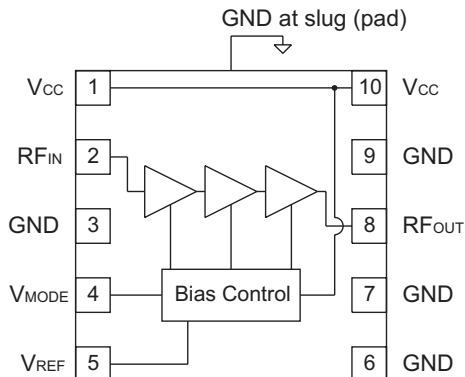 GND at slug (pad)
VCC 1 10 VCC
RFIN 2 9 GND
GND 3 8 RFOUT
VMODE 4 Bias Control 7 GND
VREF 5 6 GND